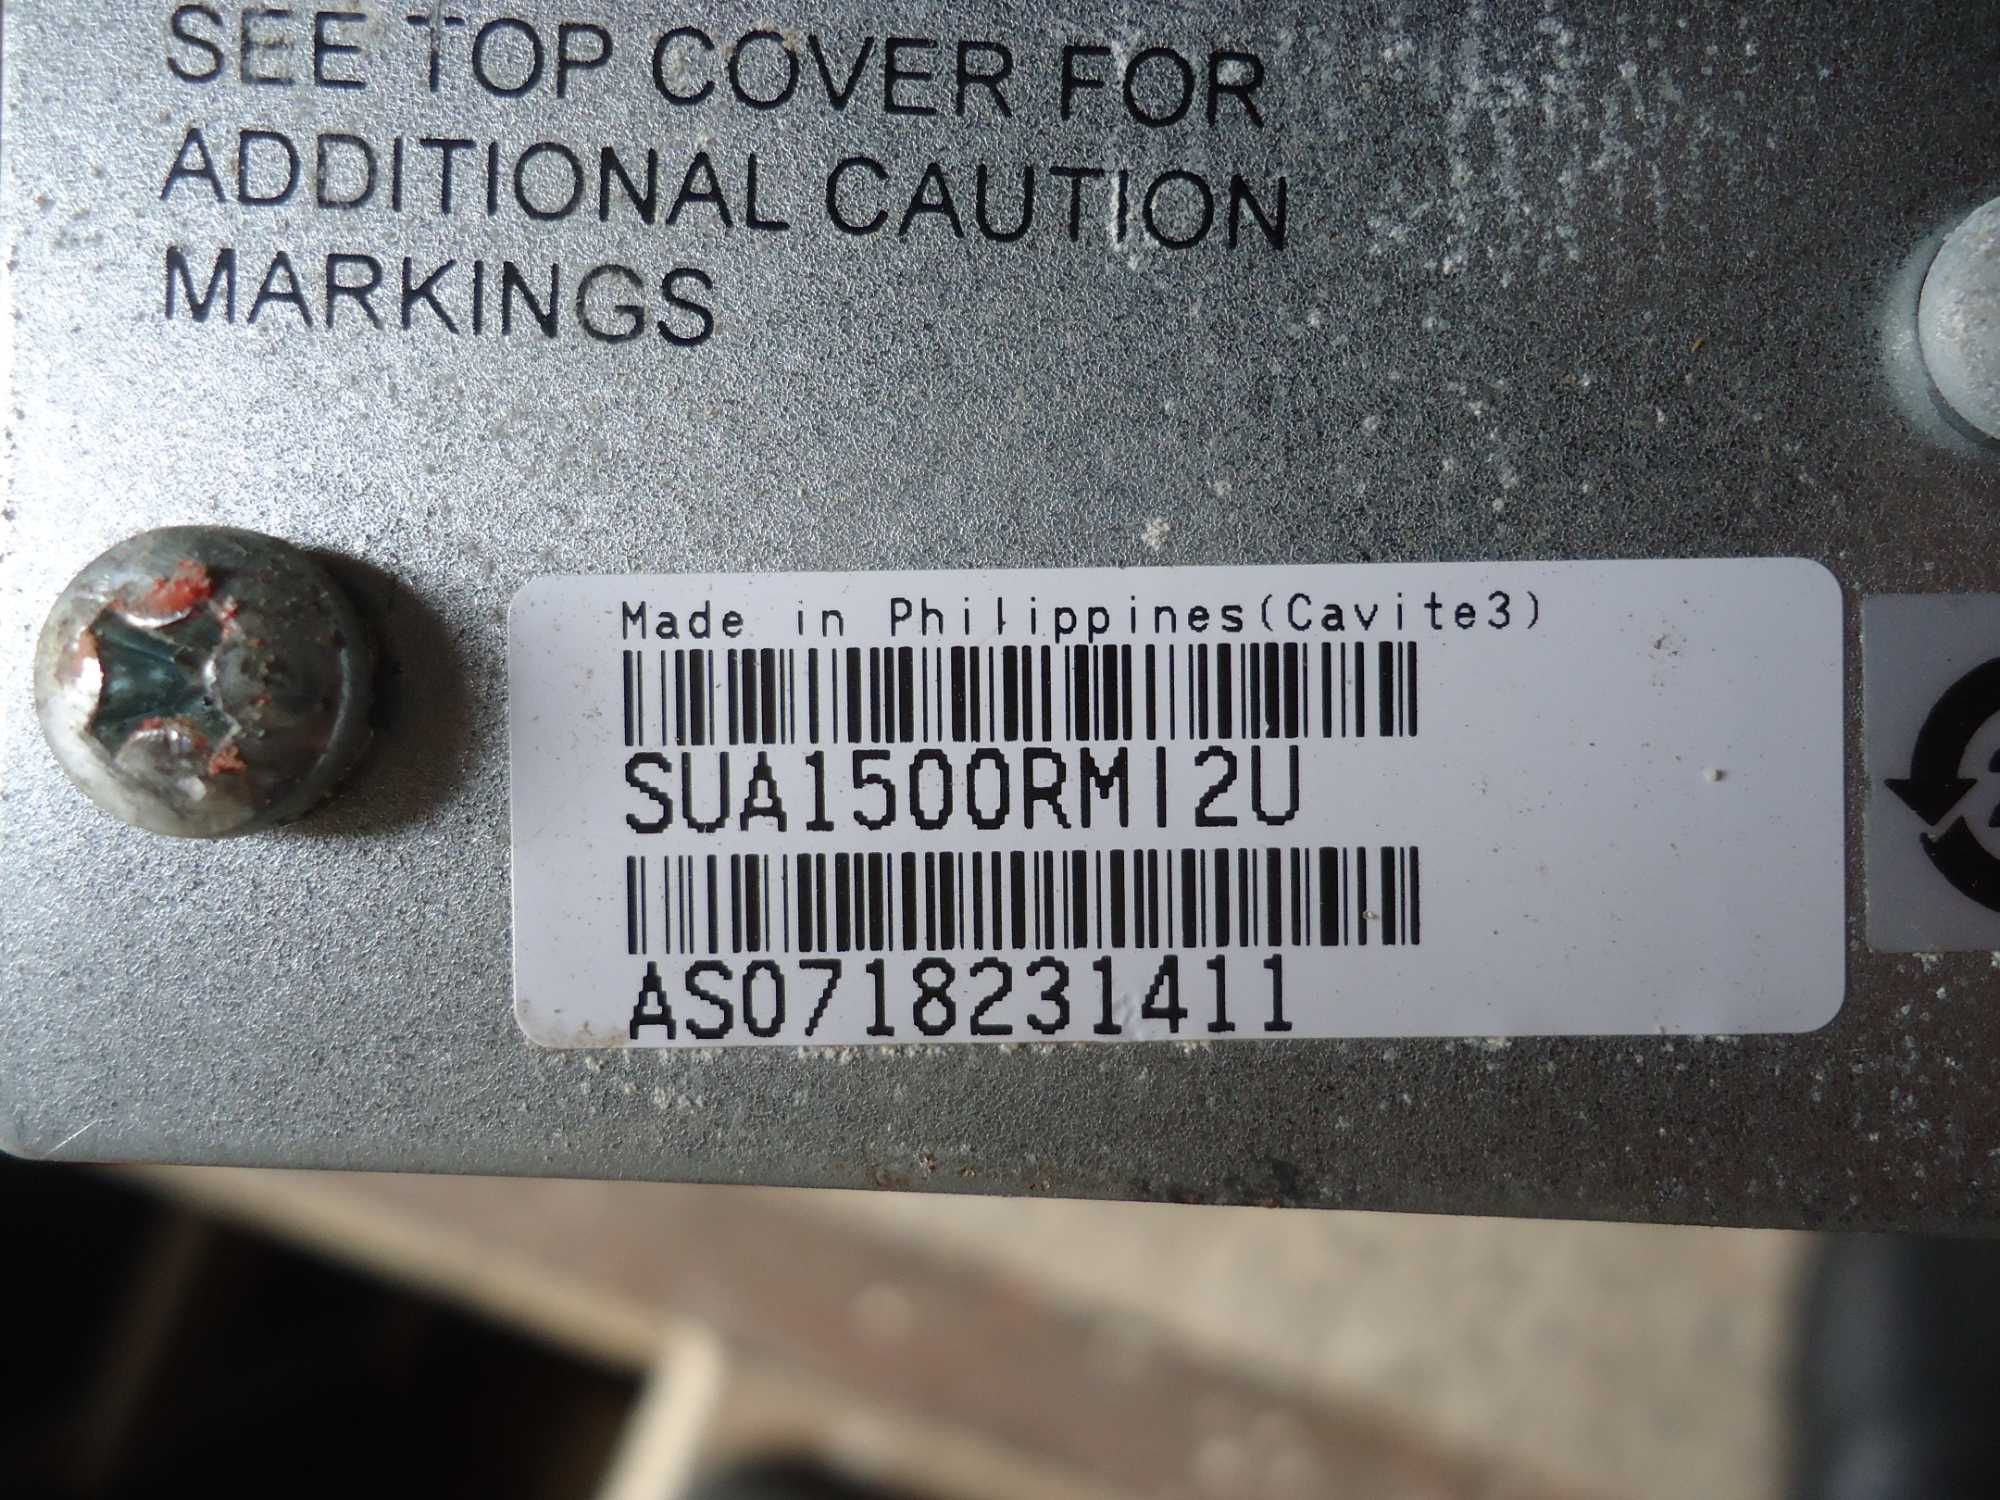 SEE TOP COVER FOR
ADDITIONAL CAUTION
MARKINGS
Made in Philippines(Cavite3)
SUA1500RMI2U
AS0718231411